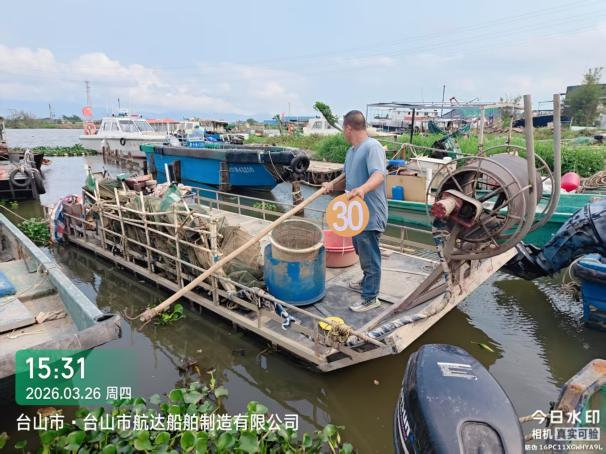 30
15:31
2026.03.26 周四
台山市·台山市航达船舶制造有限公司
今日水印
相机 真实可验
防伪 16PC11XGWHYA9L